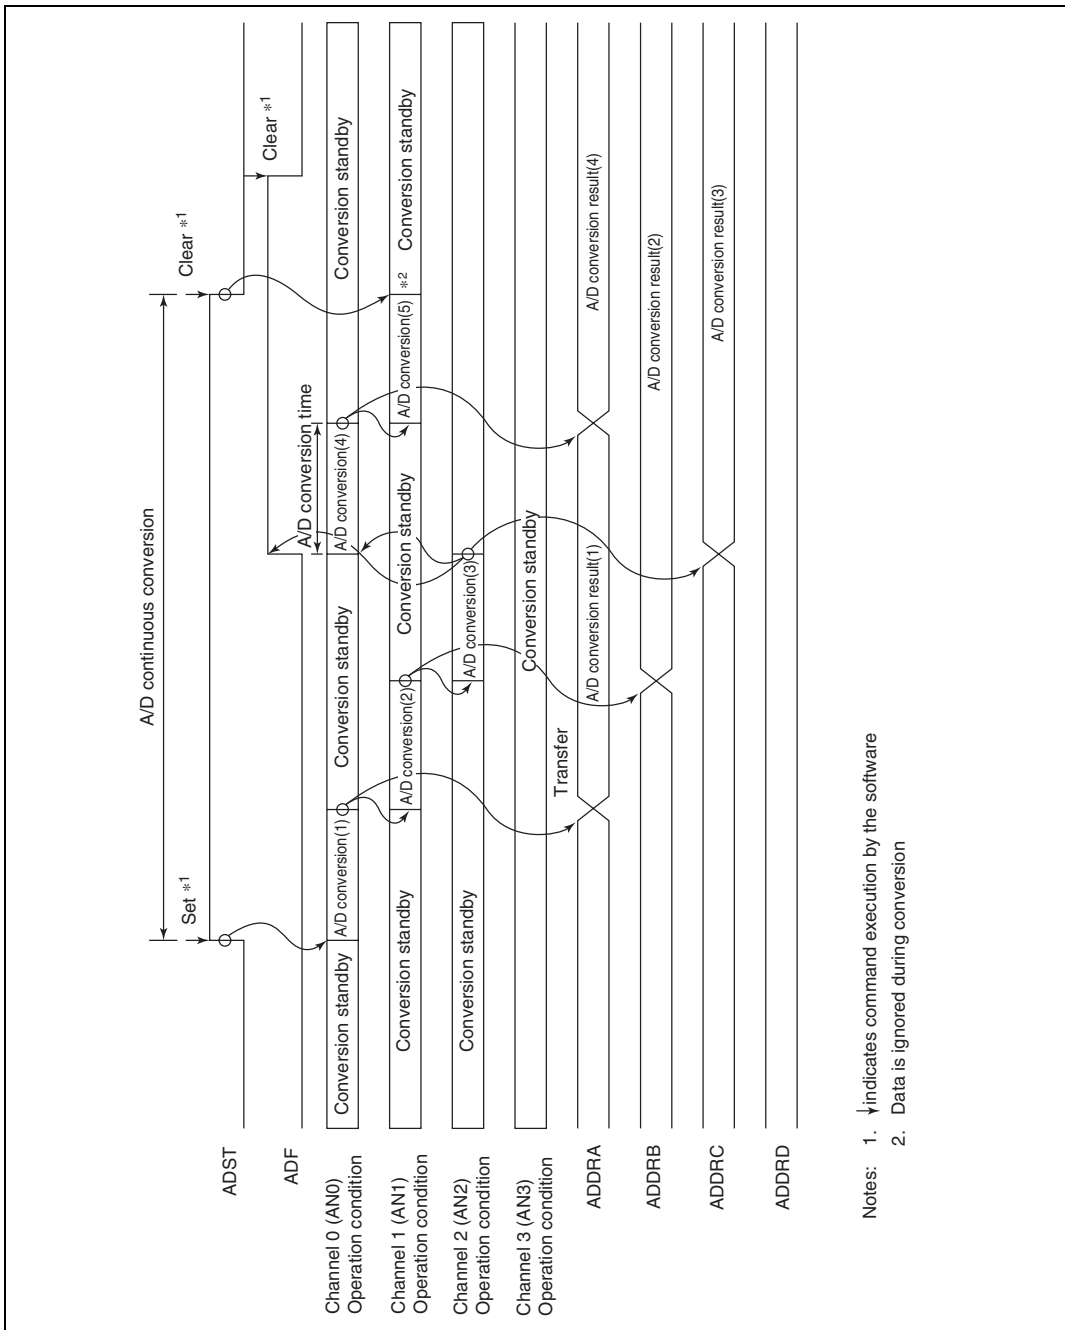 A/D continuous conversion
Set *1
Clear *1
Clear *1
ADST
ADF
A/D conversion time
Channel 0 (AN0)
Operation condition
Conversion standby
A/D conversion(1)
Conversion standby
A/D conversion(4)
Conversion standby
Channel 1 (AN1)
Operation condition
Conversion standby
A/D conversion(2)
Conversion standby
A/D conversion(5)
*2
Conversion standby
Channel 2 (AN2)
Operation condition
Conversion standby
A/D conversion(3)
Channel 3 (AN3)
Operation condition
Conversion standby
Transfer
ADDRA
A/D conversion result(1)
A/D conversion result(4)
ADDRB
A/D conversion result(2)
ADDRC
A/D conversion result(3)
ADDRD
Notes: 1. ↓ indicates command execution by the software
2. Data is ignored during conversion